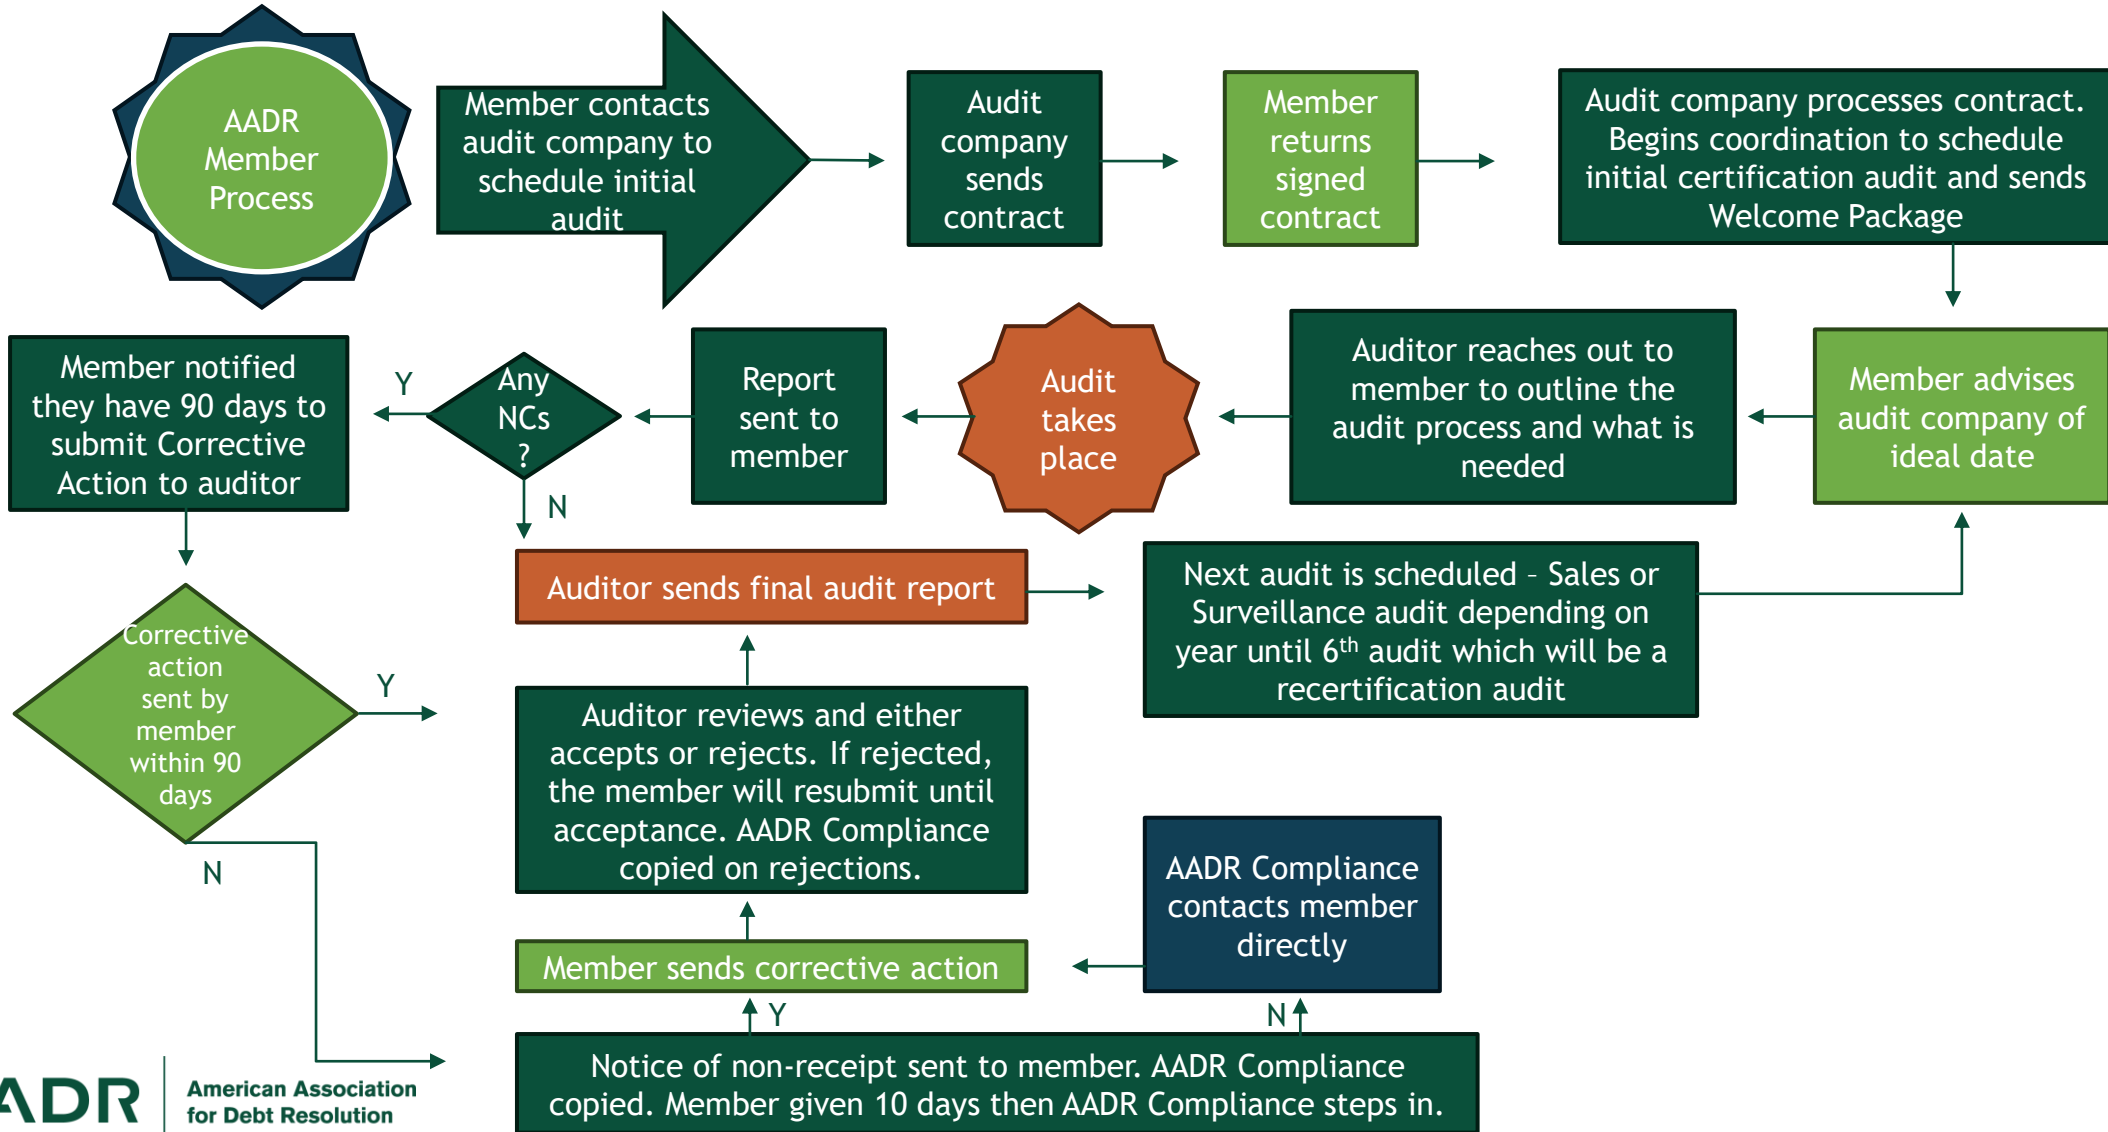 AADR
Member
Process
Member contacts
audit company to
schedule initial
audit
Audit
company
sends
contract
Member
returns
signed
contract
Audit company processes contract.
Begins coordination to schedule
initial certification audit and sends
Welcome Package
Member advises
audit company of
ideal date
Auditor reaches out to
member to outline the
audit process and what is
needed
Audit
takes
place
Report
sent to
member
Any
NCs
?
Y
N
Member notified
they have 90 days to
submit Corrective
Action to auditor
Corrective
action
sent by
member
within 90
days
Y
N
Auditor sends final audit report
Next audit is scheduled – Sales or
Surveillance audit depending on
year until 6th audit which will be a
recertification audit
Auditor reviews and either
accepts or rejects. If rejected,
the member will resubmit until
acceptance. AADR Compliance
copied on rejections.
AADR Compliance
contacts member
directly
Member sends corrective action
Y
N
Notice of non-receipt sent to member. AADR Compliance
copied. Member given 10 days then AADR Compliance steps in.
ADR
American Association
for Debt Resolution